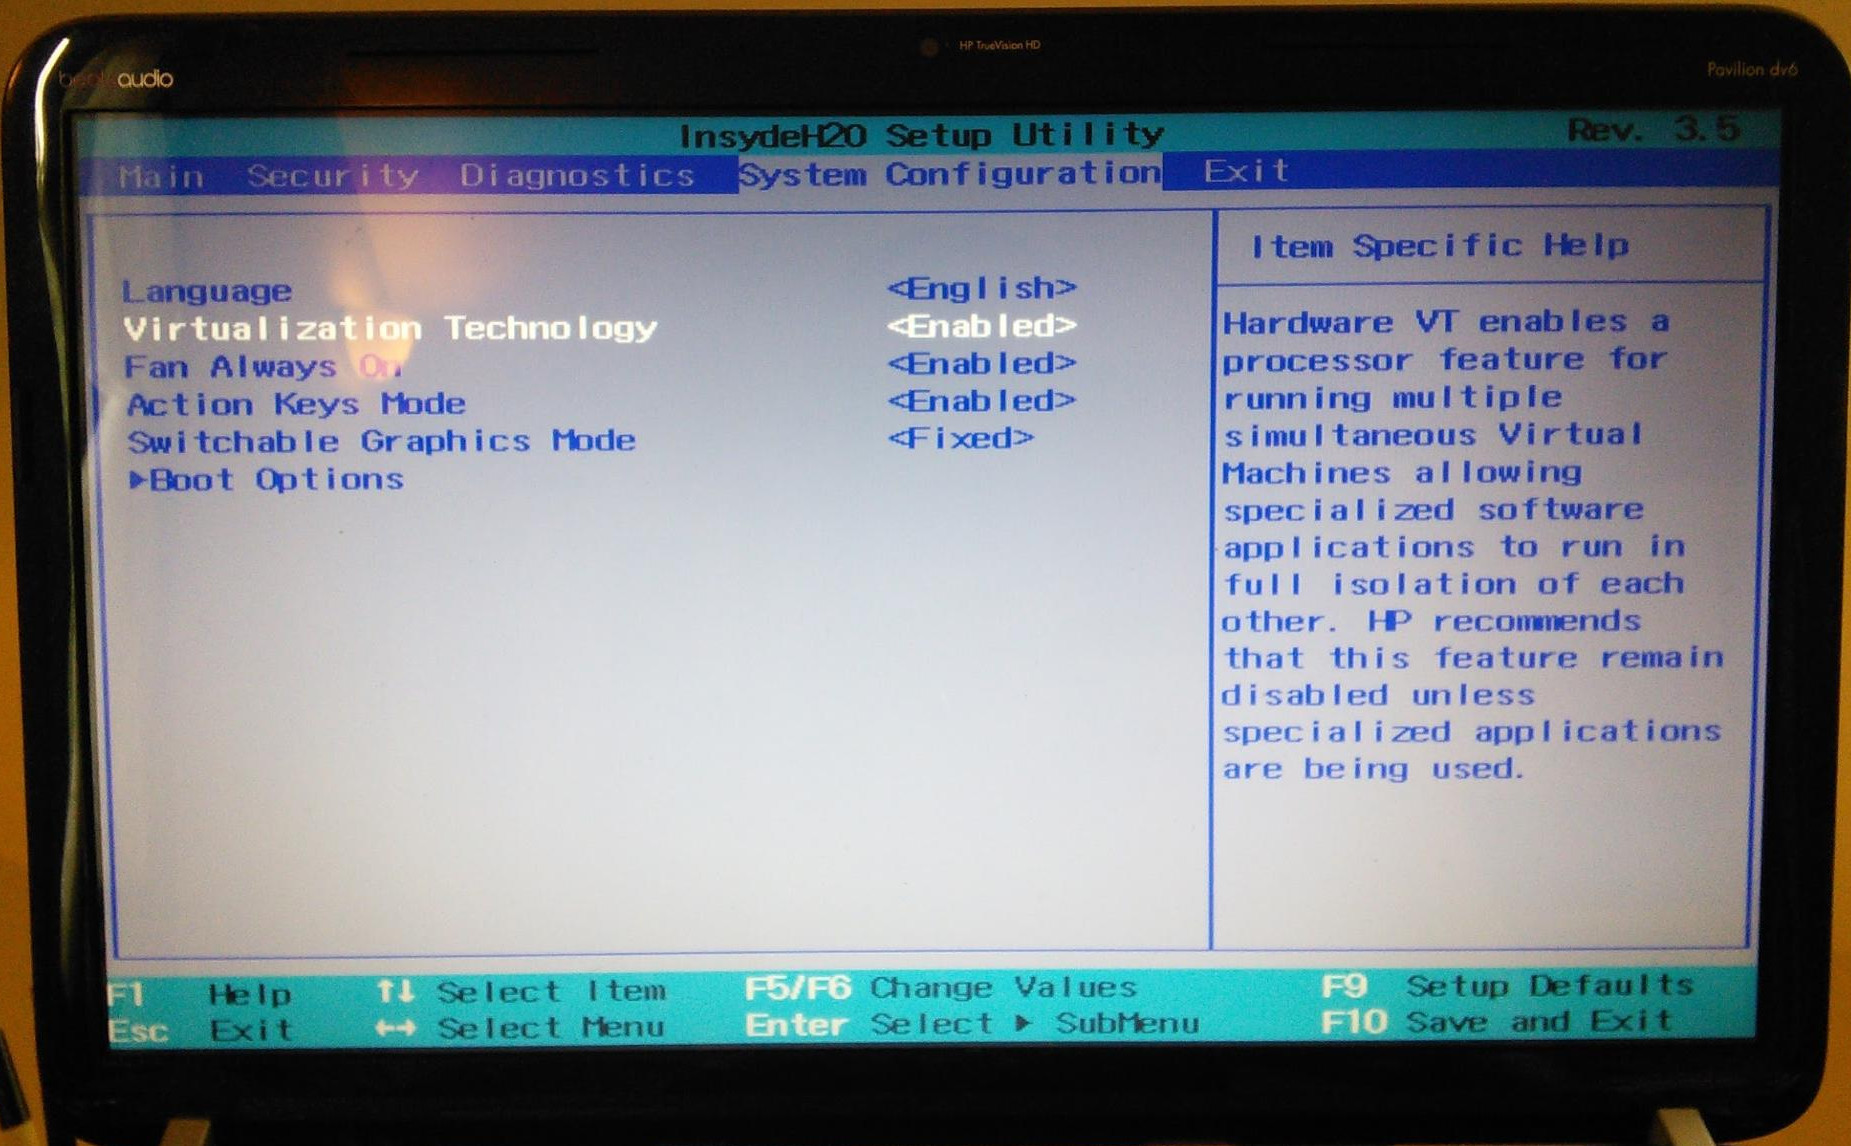 HP TrueVision HD
beats audio
Pavilion dv6
InsydeH2O Setup Utility Rev. 3.5
Main Security Diagnostics System Configuration Exit
Language <English>
Virtualization Technology <Enabled>
Fan Always On <Enabled>
Action Keys Mode <Enabled>
Switchable Graphics Mode <Fixed>
▶Boot Options
Item Specific Help
Hardware VT enables a
processor feature for
running multiple
simultaneous Virtual
Machines allowing
specialized software
applications to run in
full isolation of each
other. HP recommends
that this feature remain
disabled unless
specialized applications
are being used.
F1 Help ↑↓ Select Item F5/F6 Change Values F9 Setup Defaults
Esc Exit ↔ Select Menu Enter Select ▶ SubMenu F10 Save and Exit